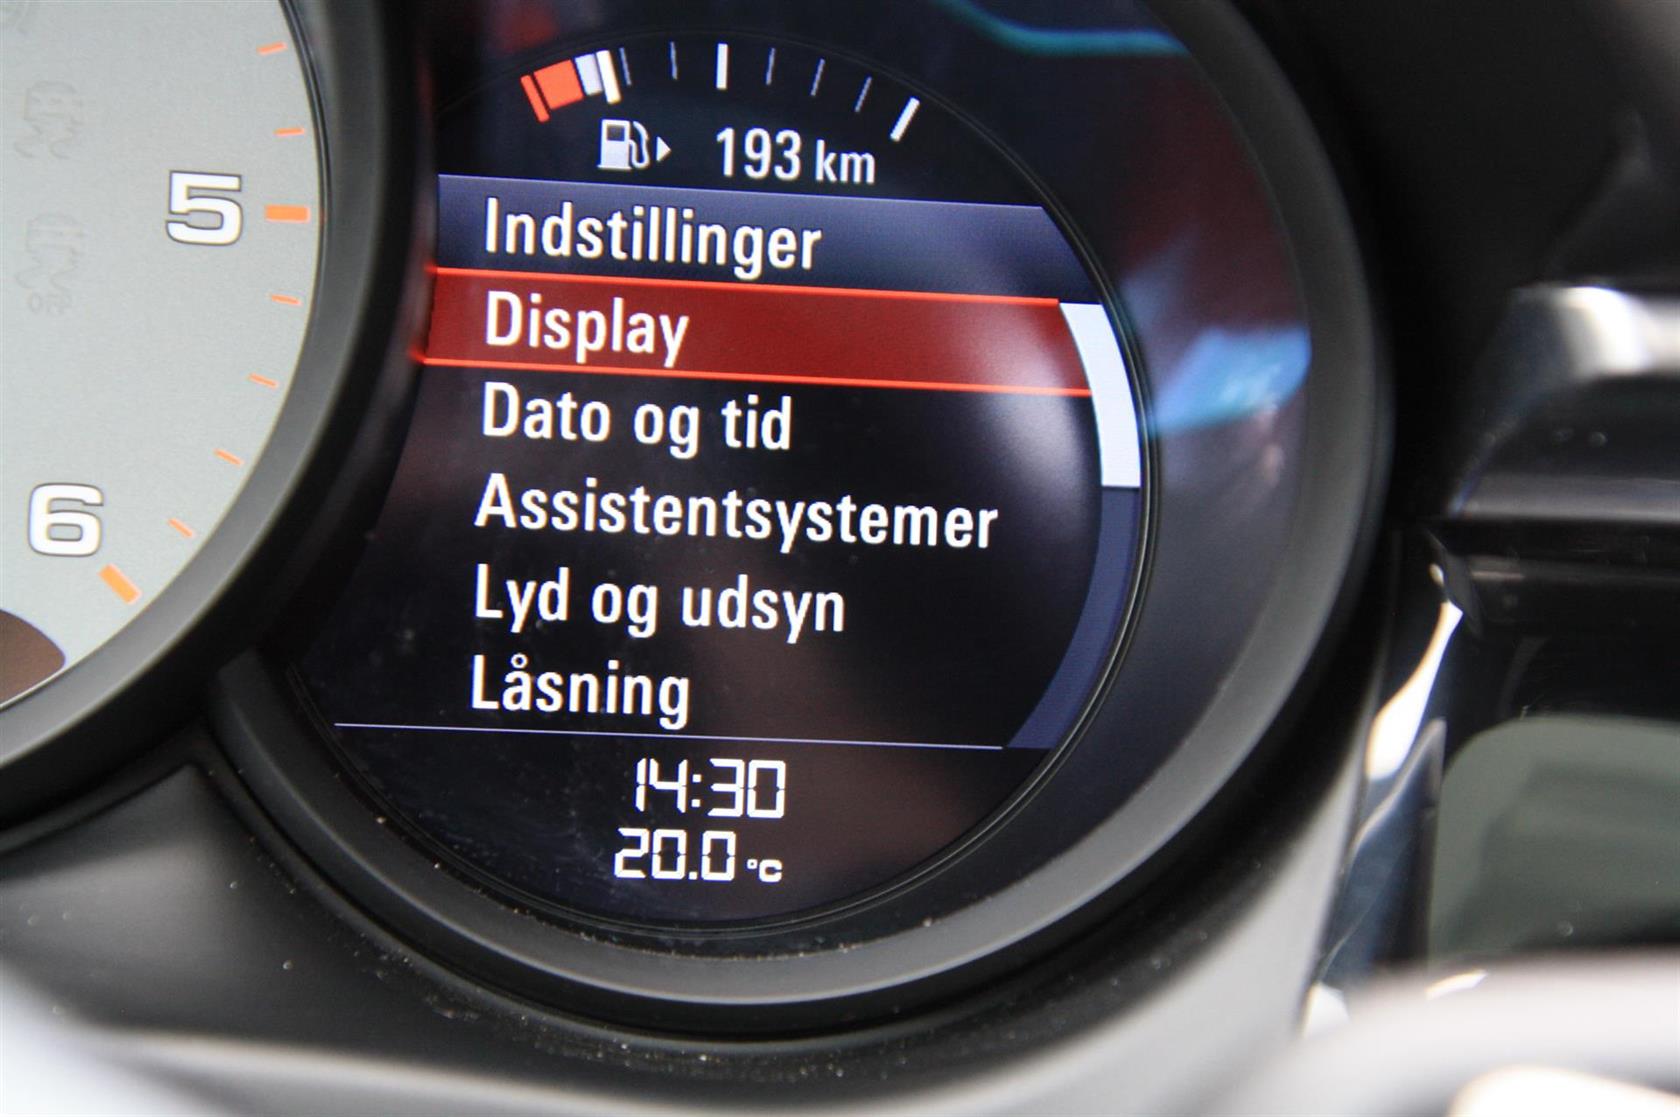 5
6
193 km
Indstillinger
Display
Dato og tid
Assistentsystemer
Lyd og udsyn
Låsning
14:30
20.0 °C